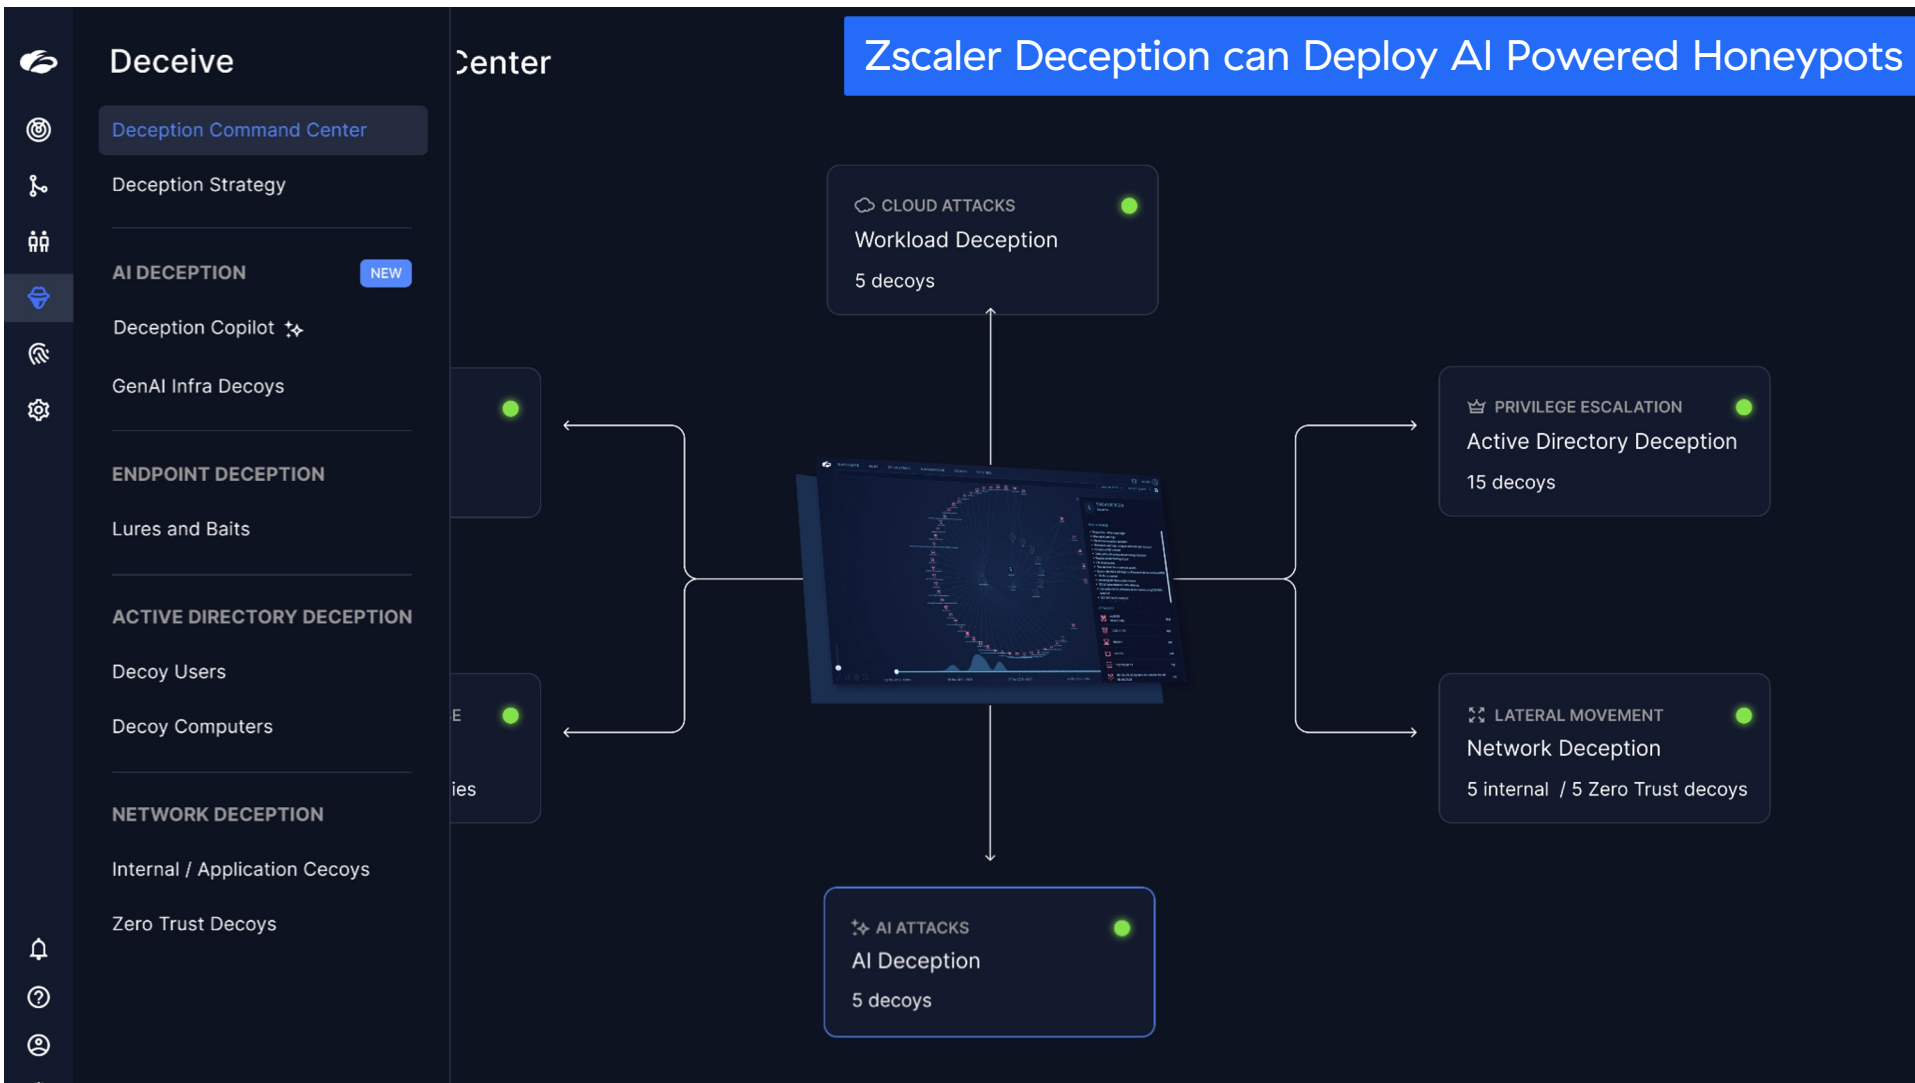 Deceive
Center
Zscaler Deception can Deploy AI Powered Honeypots
Deception Command Center
Deception Strategy
AI DECEPTION
NEW
Deception Copilot
GenAI Infra Decoys
ENDPOINT DECEPTION
Lures and Baits
ACTIVE DIRECTORY DECEPTION
Decoy Users
Decoy Computers
NETWORK DECEPTION
Internal / Application Cecoys
Zero Trust Decoys
CLOUD ATTACKS
Workload Deception
5 decoys
PRIVILEGE ESCALATION
Active Directory Deception
15 decoys
E
ies
LATERAL MOVEMENT
Network Deception
5 internal / 5 Zero Trust decoys
AI ATTACKS
AI Deception
5 decoys